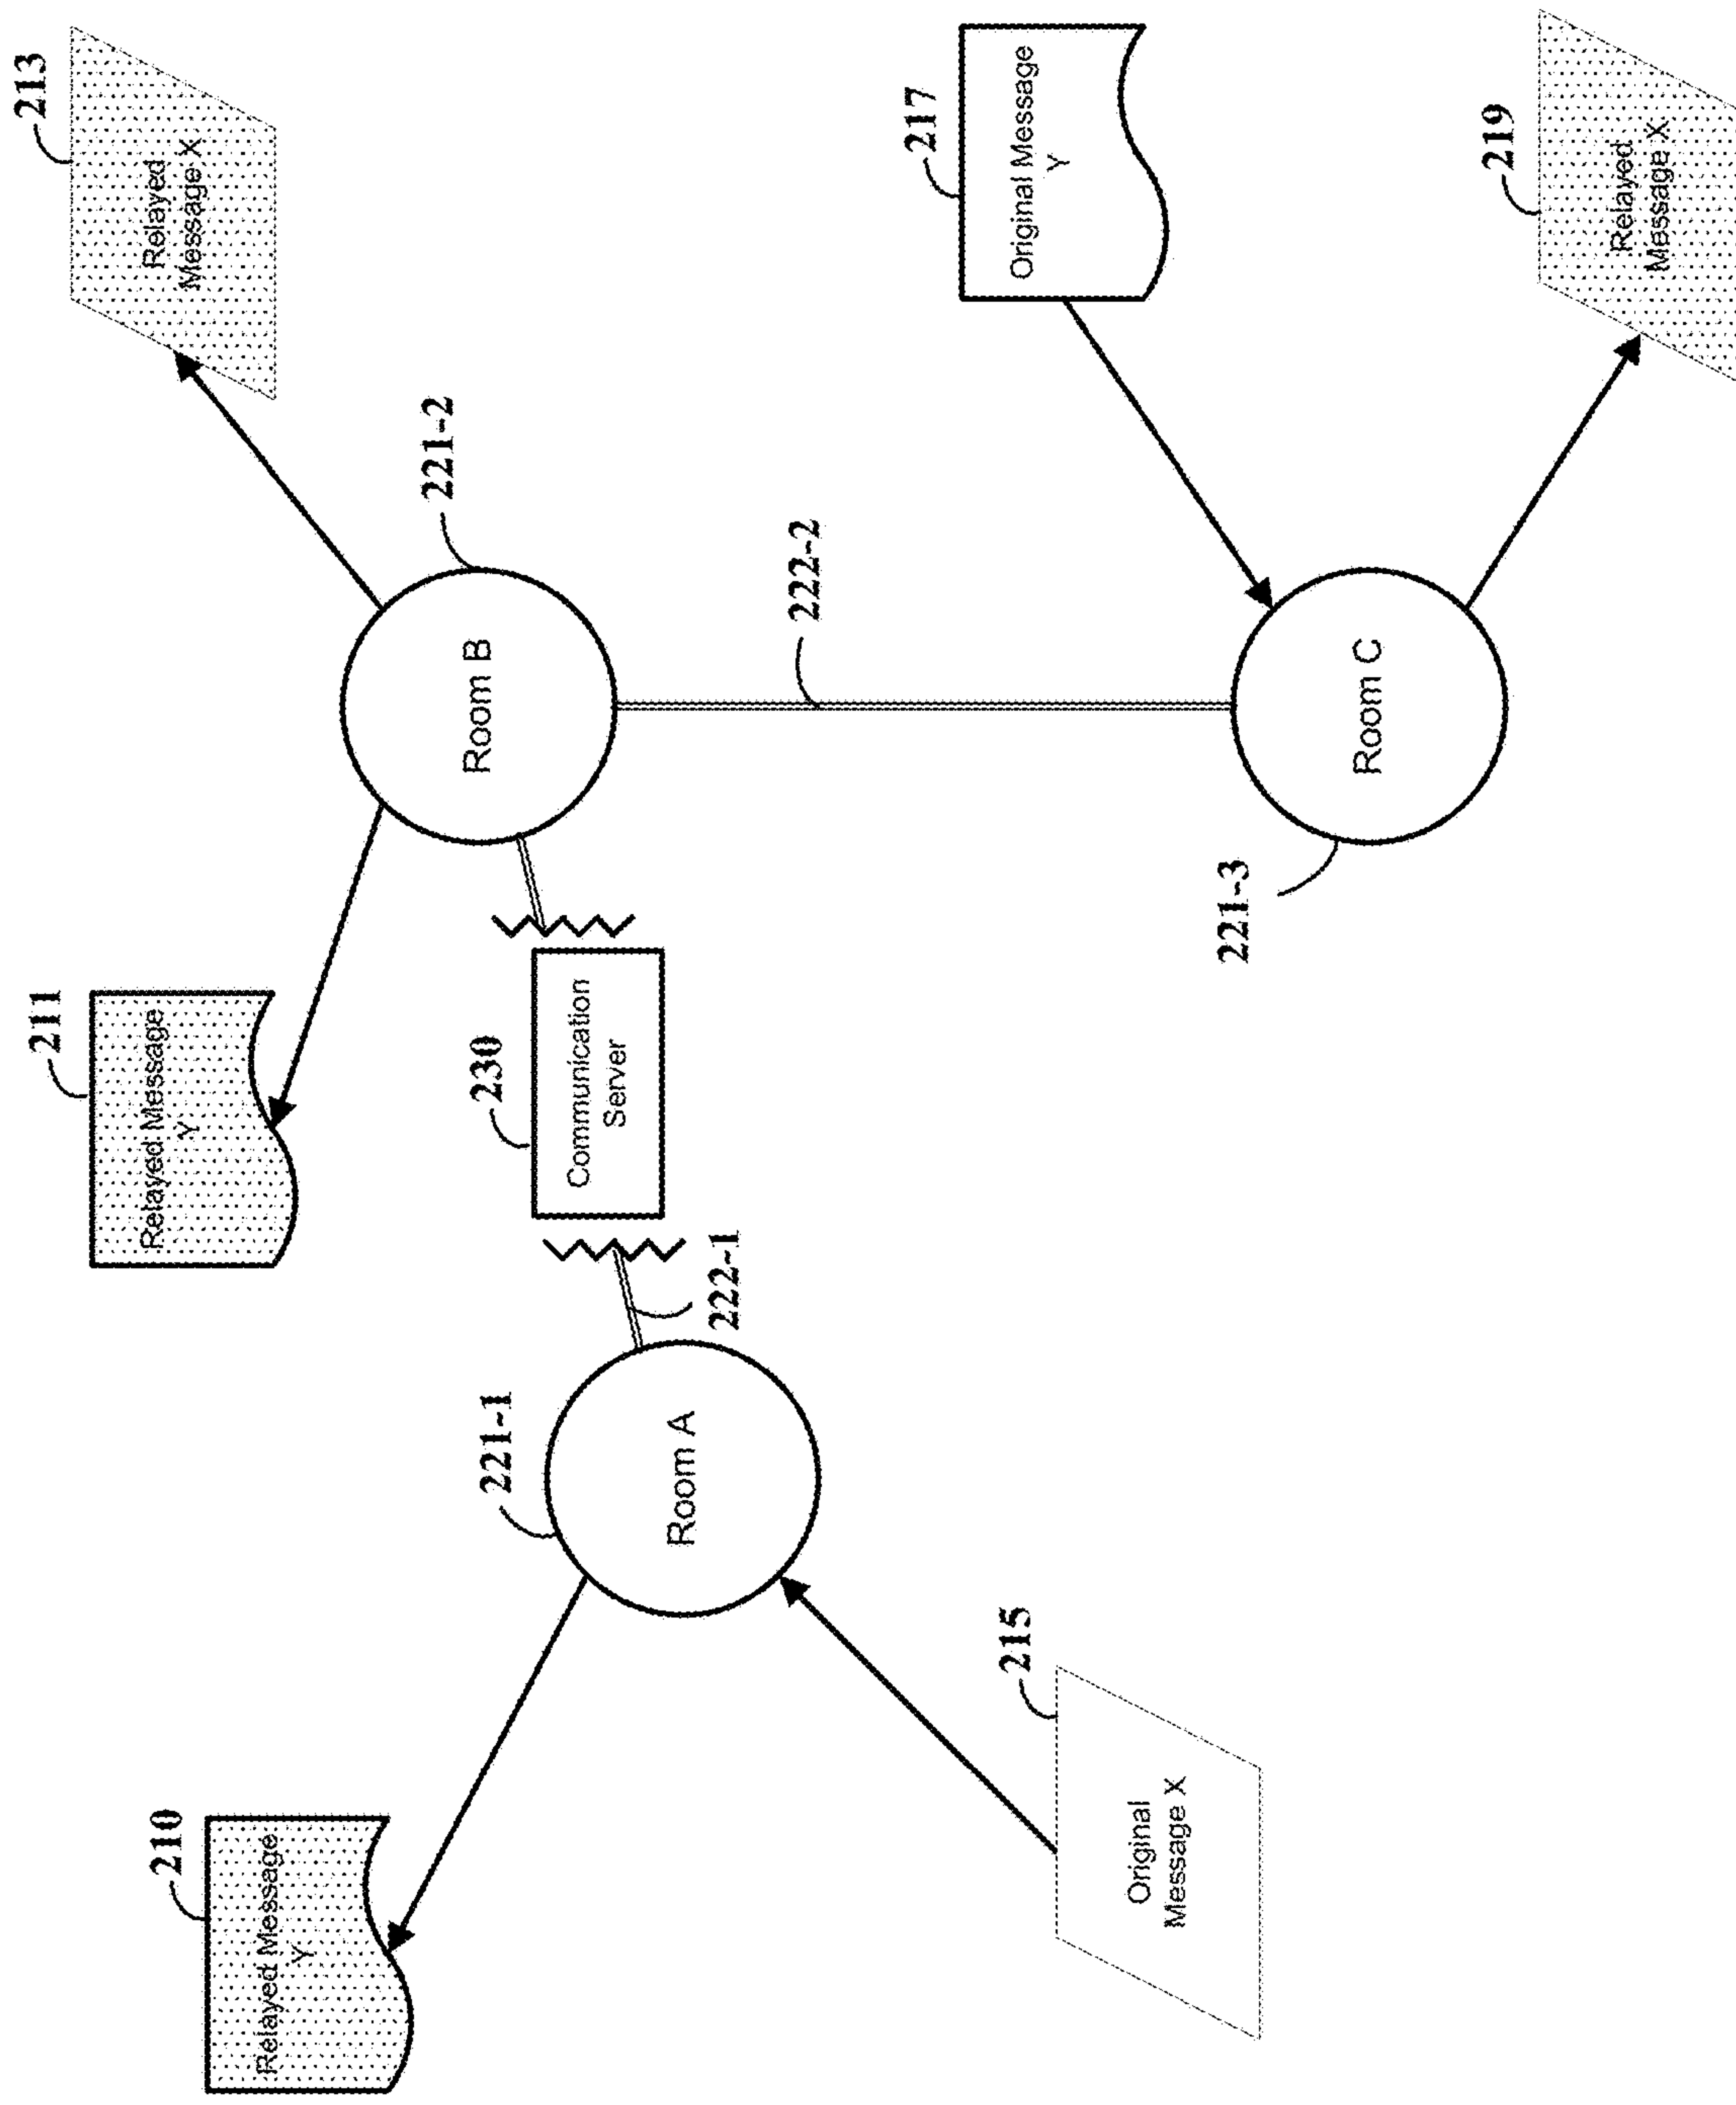 213
Relayed
Message X
211
Relayed Message
Y
210
Relayed Message
Y
221-2
Room B
230
Communication
Server
221-1
Room A
222-1
222-2
217
Original Message
Y
215
Original
Message X
221-3
Room C
219
Relayed
Message X